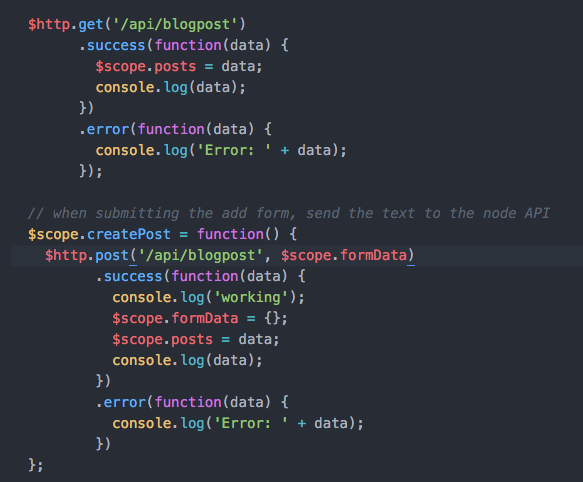 $http.get('/api/blogpost')
      .success(function(data) {
        $scope.posts = data;
        console.log(data);
      })
      .error(function(data) {
        console.log('Error: ' + data);
      });

// when submitting the add form, send the text to the node API
$scope.createPost = function() {
  $http.post('/api/blogpost', $scope.formData)
        .success(function(data) {
          console.log('working');
          $scope.formData = {};
          $scope.posts = data;
          console.log(data);
        })
        .error(function(data) {
          console.log('Error: ' + data);
        })
};